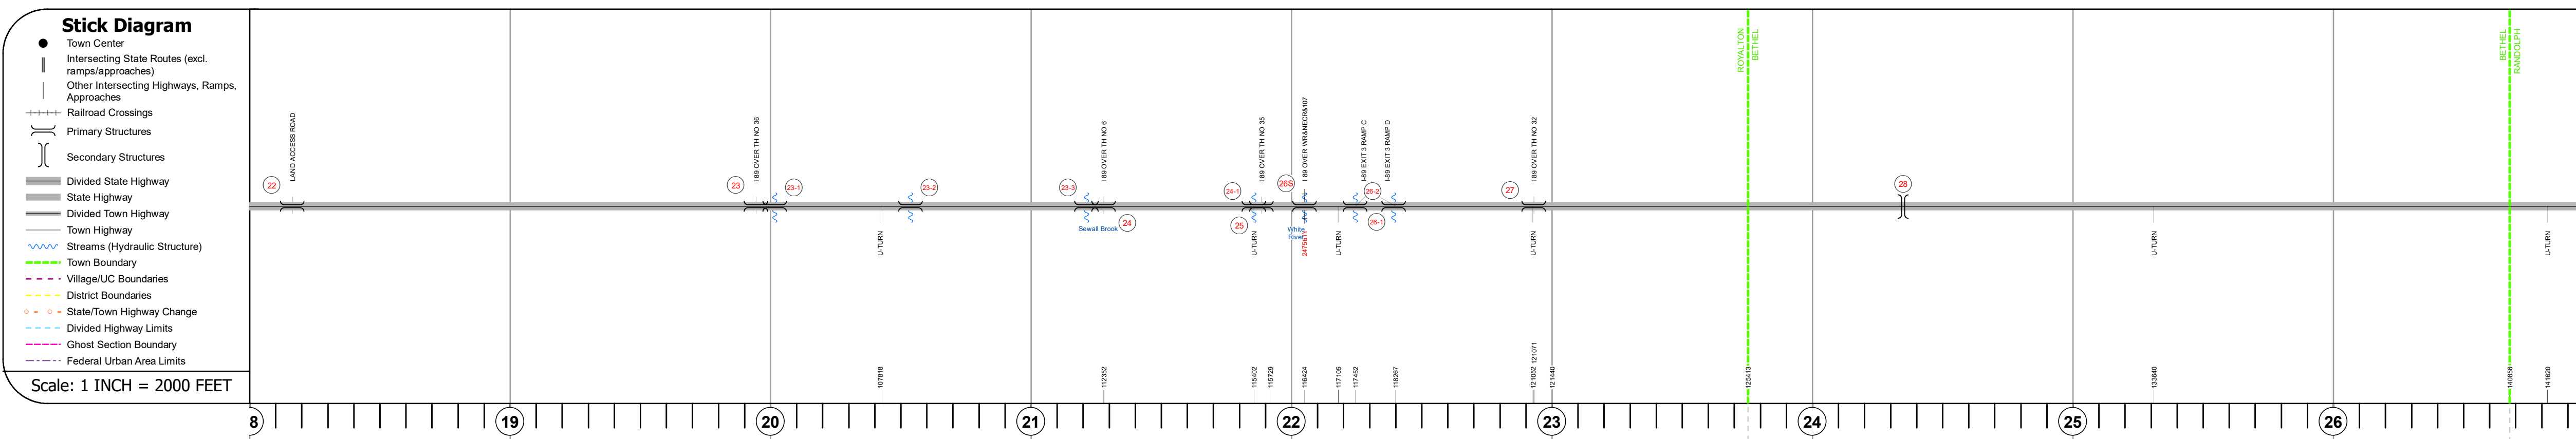 Stick Diagram
Town Center
Intersecting State Routes (excl.
ramps/approaches)
Other Intersecting Highways, Ramps,
Approaches
Railroad Crossings
Primary Structures
Secondary Structures
Divided State Highway
State Highway
Divided Town Highway
Town Highway
Streams (Hydraulic Structure)
Town Boundary
Village/UC Boundaries
District Boundaries
State/Town Highway Change
Divided Highway Limits
Ghost Section Boundary
Federal Urban Area Limits
Scale: 1 INCH = 2000 FEET
ROYALTON
BETHEL
BETHEL
RANDOLPH
LAND ACCESS ROAD
I 89 OVER TH NO 36
I 89 OVER TH NO 6
I 89 OVER TH NO 35
I 89 OVER WR&NECR&107
I-89 EXIT 3 RAMP C
I-89 EXIT 3 RAMP D
I 89 OVER TH NO 32
22
23
23-1
23-2
23-3
24
24-1
25
26S
26-2
26-1
27
28
Sewall Brook
White
River
U-TURN
U-TURN
U-TURN
U-TURN
U-TURN
U-TURN
107818
112352
115402
115729
116424
117105
117452
118267
121052
121071
121440
125413
133640
140856
141620
8
19
20
21
22
23
24
25
26